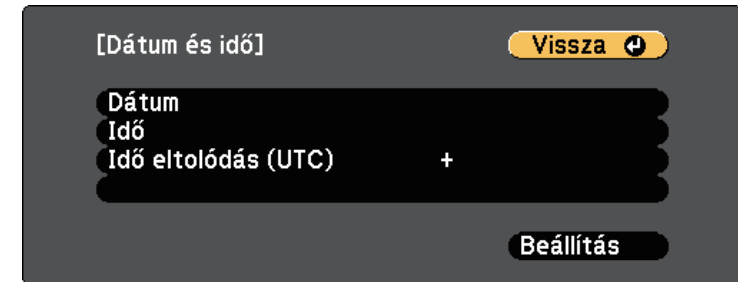 [Dátum és idő]
Vissza
Dátum
Idő
Idő eltolódás (UTC) +
Beállítás